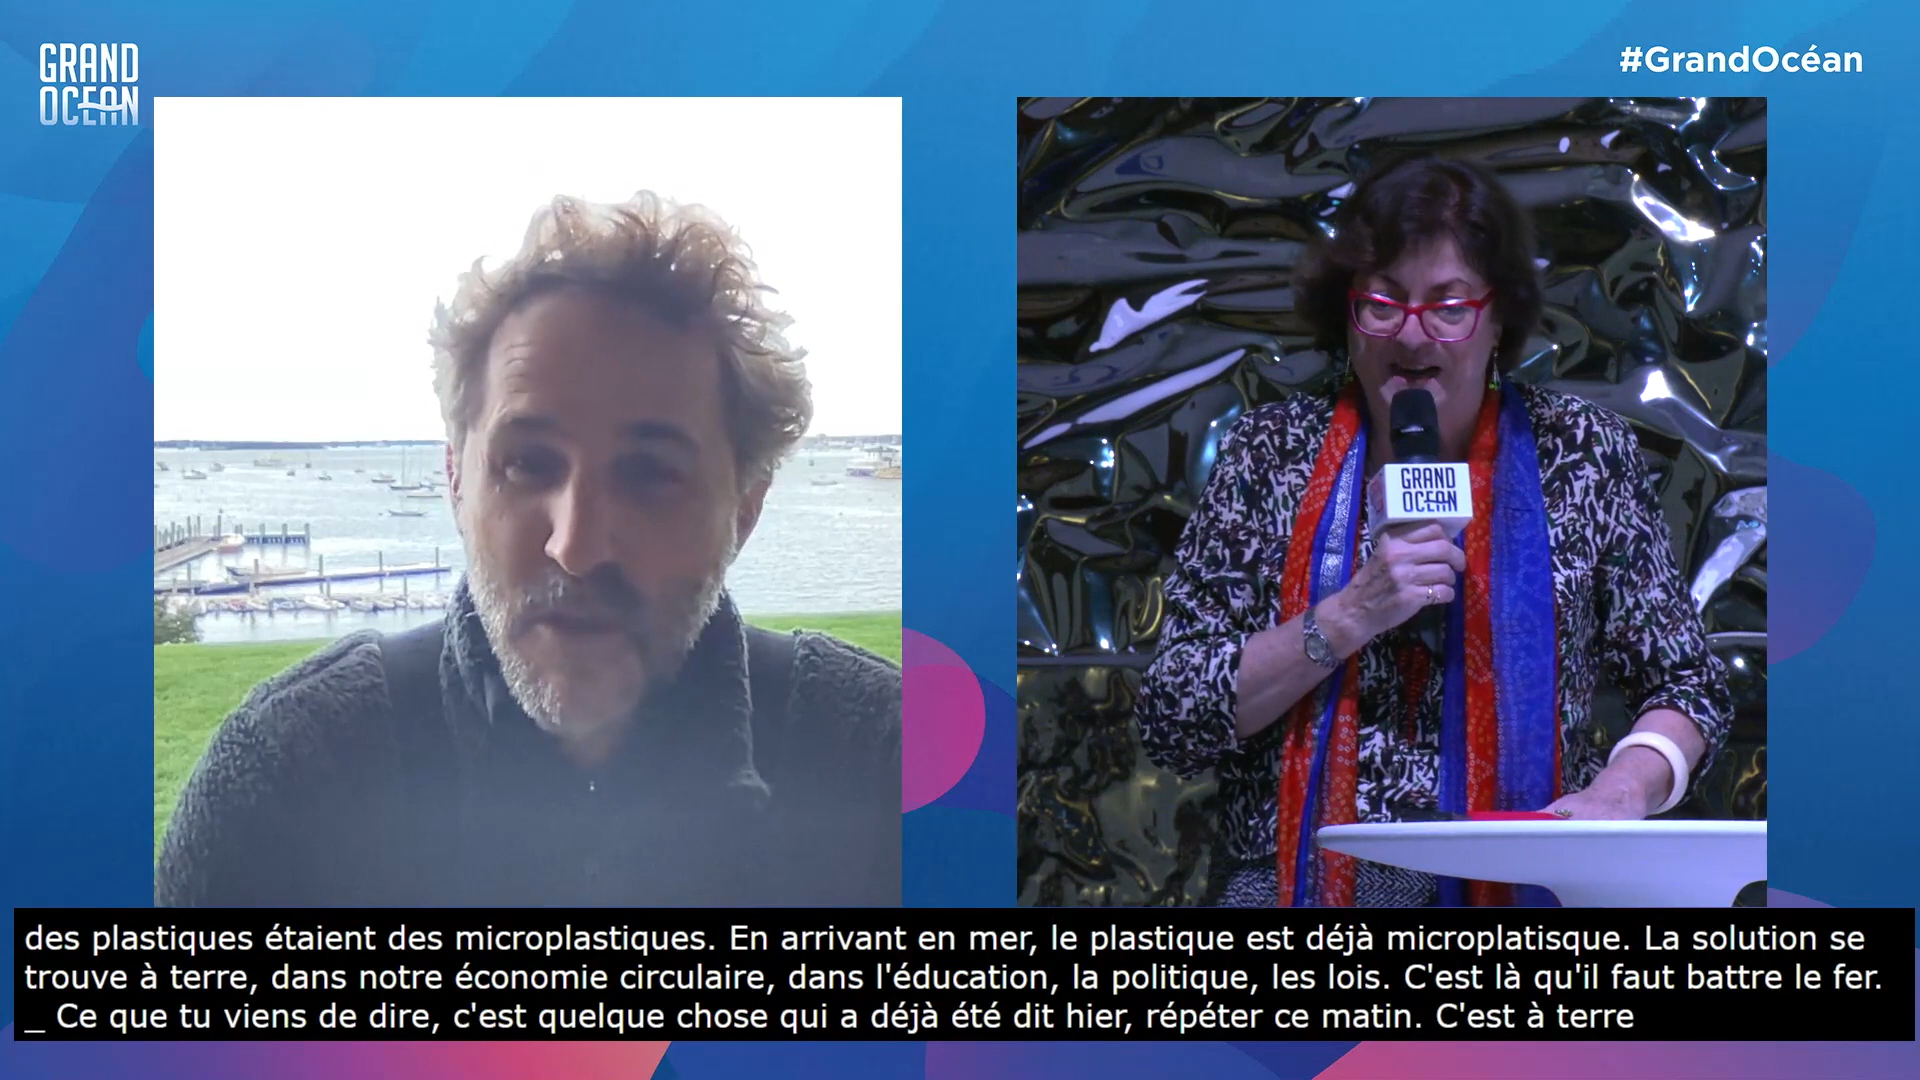 GRAND
OCEAN
#GrandOcéan
GRAND
OCEAN
des plastiques étaient des microplastiques. En arrivant en mer, le plastique est déjà microplatisque. La solution se
trouve à terre, dans notre économie circulaire, dans l'éducation, la politique, les lois. C'est là qu'il faut battre le fer.
_ Ce que tu viens de dire, c'est quelque chose qui a déjà été dit hier, répéter ce matin. C'est à terre